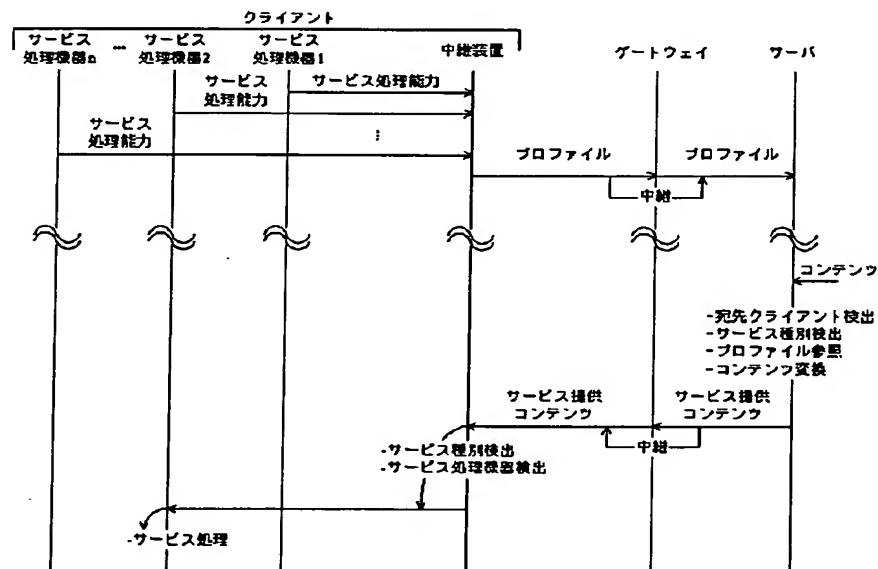 クライアント
サービス
処理機器n
…
サービス
処理機器2
サービス
処理機器1
中継装置
ゲートウェイ
サーバ
サービス処理能力
サービス
処理能力
サービス
処理能力
⋮
プロファイル
プロファイル
中継
コンテンツ
-宛先クライアント検出
-サービス種別検出
-プロファイル参照
-コンテンツ変換
サービス提供
コンテンツ
サービス提供
コンテンツ
中継
-サービス種別検出
-サービス処理機器検出
-サービス処理